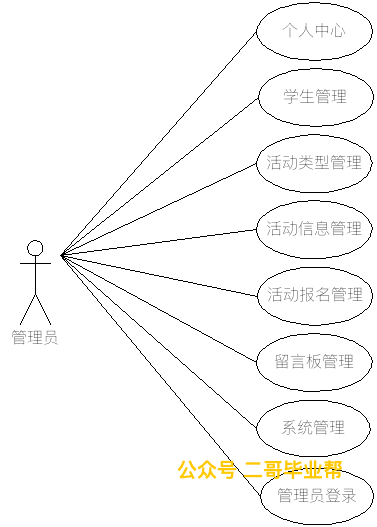 个人中心
学生管理
活动类型管理
活动信息管理
活动报名管理
管理员
留言板管理
系统管理
公众号 二哥毕业帮
管理员登录